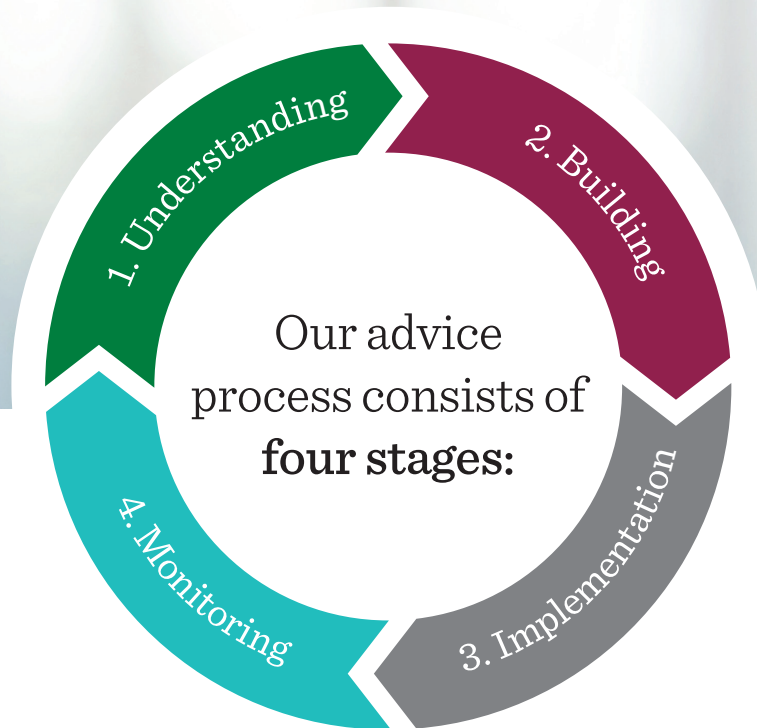 Our advice
process consists of
four stages:
1. Understanding
2. Building
3. Implementation
4. Monitoring